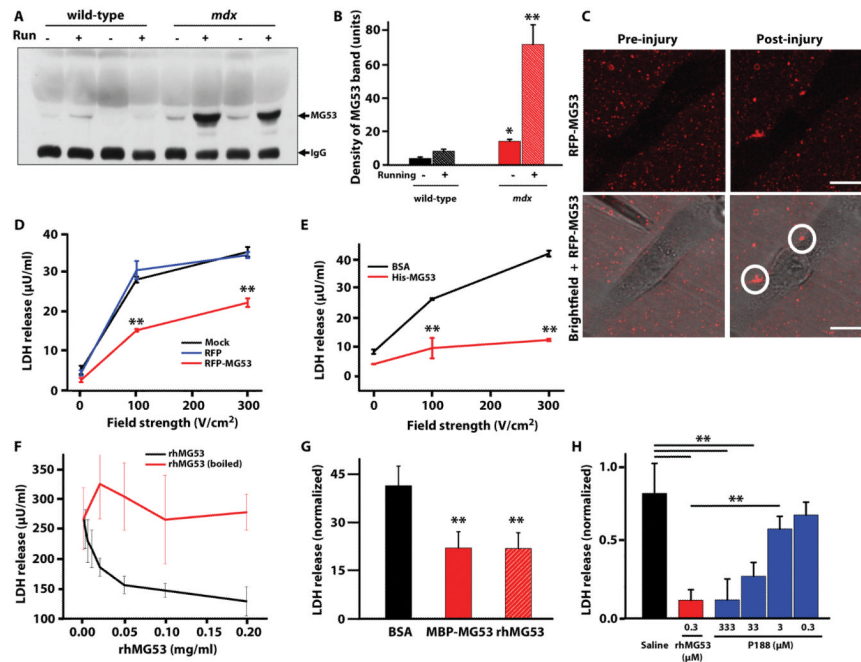 A
wild-type
mdx
Run
- + - + - + - +
MG53
IgG
B
Density of MG53 band (units)
80
60
40
20
0
*
**
Running
- + - +
wild-type
mdx
C
Pre-injury
Post-injury
RFP-MG53
Brightfield + RFP-MG53
D
LDH release (µU/ml)
40
30
20
10
0
**
**
Mock
RFP
RFP-MG53
0 100 200 300
Field strength (V/cm²)
E
LDH release (µU/ml)
40
30
20
10
0
BSA
His-MG53
**
**
0 100 200 300
Field strength (V/cm²)
F
rhMG53
rhMG53 (boiled)
LDH release (µU/ml)
350
300
250
200
150
100
0.00 0.05 0.10 0.15 0.20
rhMG53 (mg/ml)
G
LDH release (normalized)
45
30
15
0
**
**
BSA MBP-MG53 rhMG53
H
LDH release (normalized)
1.0
0.5
0
**
**
0.3 333 33 3 0.3
Saline rhMG53 P188 (µM)
(µM)